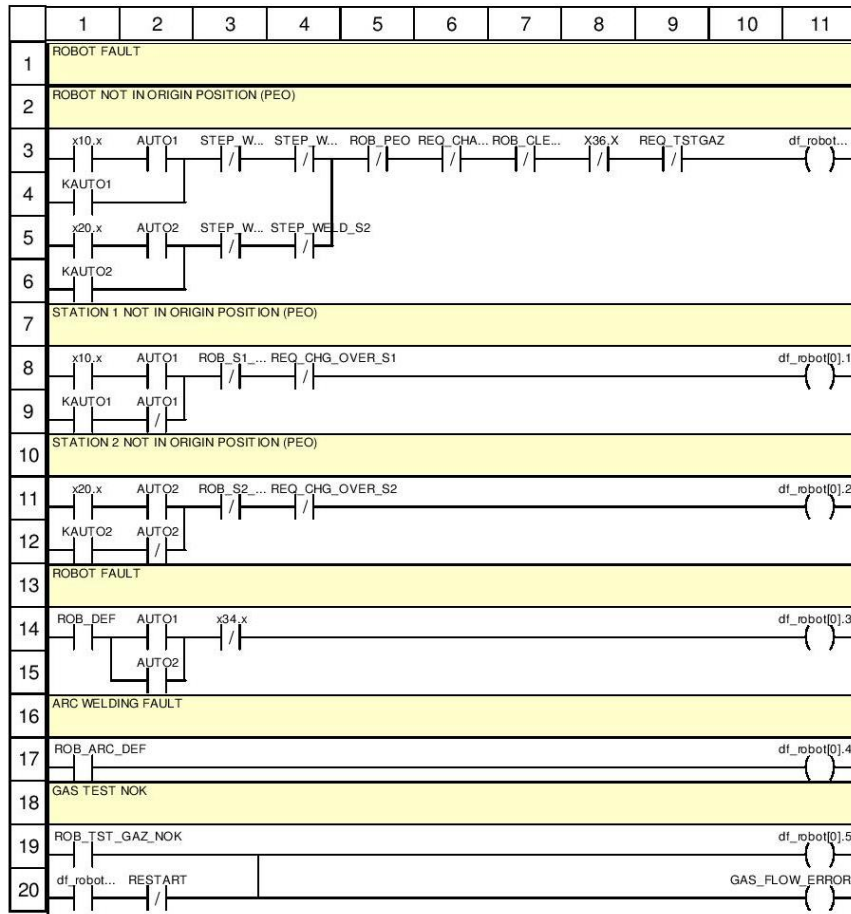 1 2 3 4 5 6 7 8 9 10 11
1 ROBOT FAULT
2 ROBOT NOT IN ORIGIN POSITION (PEO)
3 x10.x AUTO1 STEP_W... STEP_W... ROB_PEO REQ_CHA... ROB_CLE... X36.X REQ_TSTGAZ df_robot...
4 KAUTO1
5 x20.x AUTO2 STEP_W... STEP_WELD_S2
6 KAUTO2
7 STATION 1 NOT IN ORIGIN POSITION (PEO)
8 x10.x AUTO1 ROB_S1_... REQ_CHG_OVER_S1 df_robot[0].1
9 KAUTO1 AUTO1
10 STATION 2 NOT IN ORIGIN POSITION (PEO)
11 x20.x AUTO2 ROB_S2_... REQ_CHG_OVER_S2 df_robot[0].2
12 KAUTO2 AUTO2
13 ROBOT FAULT
14 ROB_DEF AUTO1 x34.x df_robot[0].3
15 AUTO2
16 ARC WELDING FAULT
17 ROB_ARC_DEF df_robot[0].4
18 GAS TEST NOK
19 ROB_TST_GAZ_NOK df_robot[0].5
20 df_robot... RESTART GAS_FLOW_ERROR